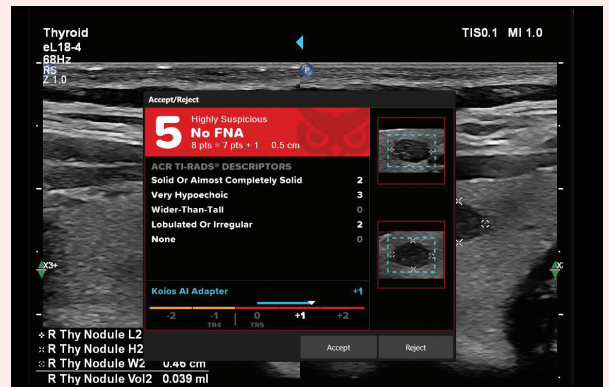 Thyroid
eL18-4
68Hz
RS
Z 1.0
TIS0.1 MI 1.0
P
Accept/Reject
5
Highly Suspicious
No FNA
8 pts = 7 pts + 1 0.5 cm
ACR TI-RADS® DESCRIPTORS
Solid Or Almost Completely Solid 2
Very Hypoechoic 3
Wider-Than-Tall 0
Lobulated Or Irregular 2
None 0
Koios AI Adapter +1
-2 -1 0 +1 +2
TR4 TR5
Accept Reject
X3+
R Thy Nodule L2
R Thy Nodule H2
R Thy Nodule W2 0.46 cm
R Thy Nodule Vol2 0.039 ml